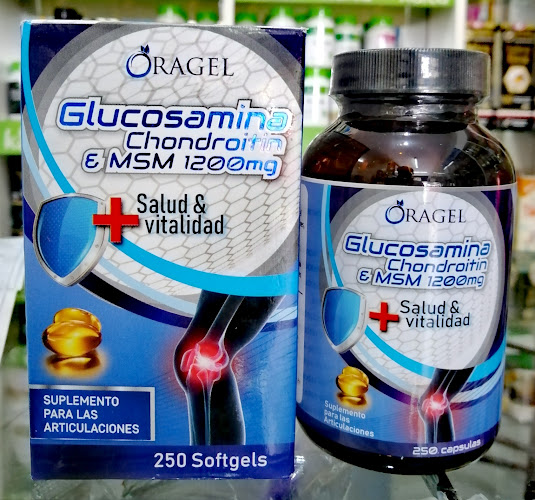 ORAGEL
Glucosamina
Chondroitin
& MSM 1200mg
Salud &
vitalidad
SUPLEMENTO
PARA LAS
ARTICULACIONES
250 Softgels
ORAGEL
Glucosamina
Chondroitin
& MSM 1200mg
Salud &
vitalidad
Suplemento
para las
Articulaciones
250 capsulas